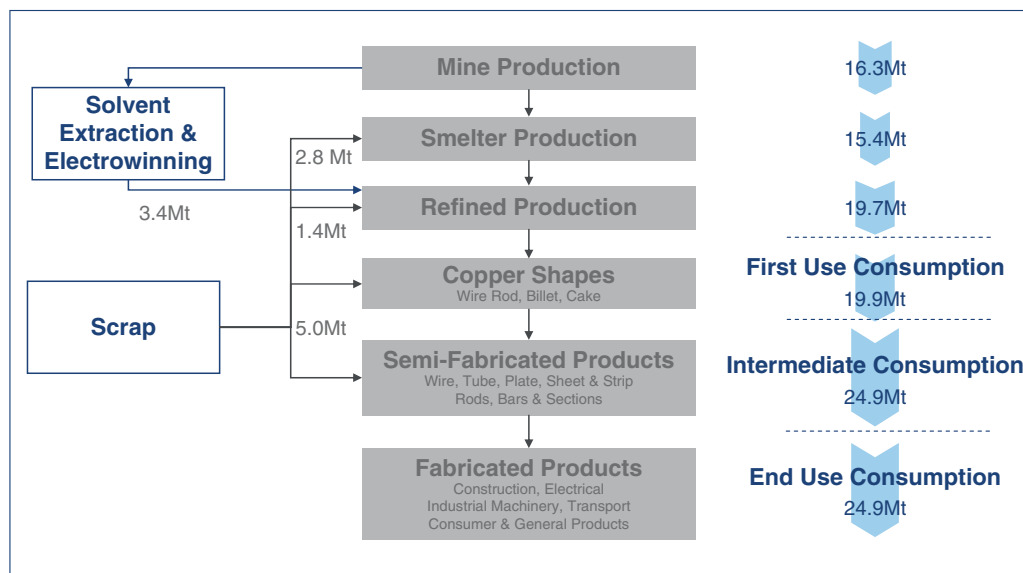 Mine Production
16.3Mt
Solvent
Extraction &
Electrowinning
Smelter Production
15.4Mt
2.8 Mt
3.4Mt
Refined Production
19.7Mt
1.4Mt
First Use Consumption
19.9Mt
Copper Shapes
Wire Rod, Billet, Cake
Scrap
5.0Mt
Semi-Fabricated Products
Wire, Tube, Plate, Sheet & Strip
Rods, Bars & Sections
Intermediate Consumption
24.9Mt
Fabricated Products
Construction, Electrical
Industrial Machinery, Transport
Consumer & General Products
End Use Consumption
24.9Mt